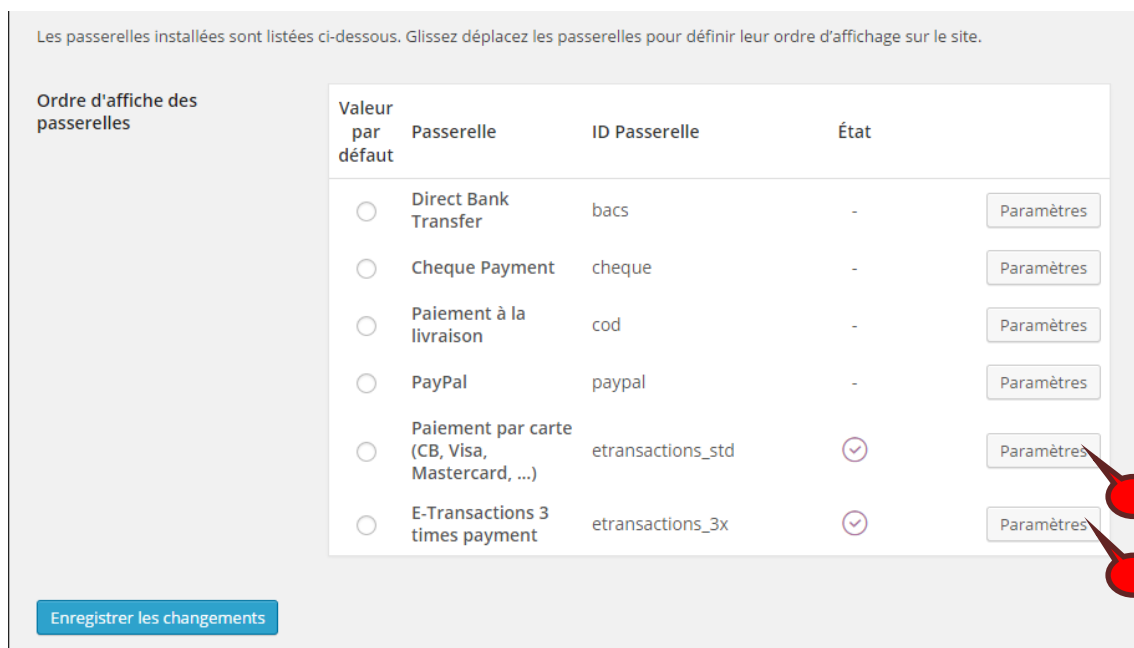 Les passerelles installées sont listées ci-dessous. Glissez déplacez les passerelles pour définir leur ordre d’affichage sur le site.
Ordre d'affiche des
passerelles
Valeur
par
défaut
Passerelle
ID Passerelle
État
Direct Bank
Transfer
bacs
-
Paramètres
Cheque Payment
cheque
-
Paramètres
Paiement à la
livraison
cod
-
Paramètres
PayPal
paypal
-
Paramètres
Paiement par carte
(CB, Visa,
Mastercard, ...)
etransactions_std
Paramètres
E-Transactions 3
times payment
etransactions_3x
Paramètres
Enregistrer les changements